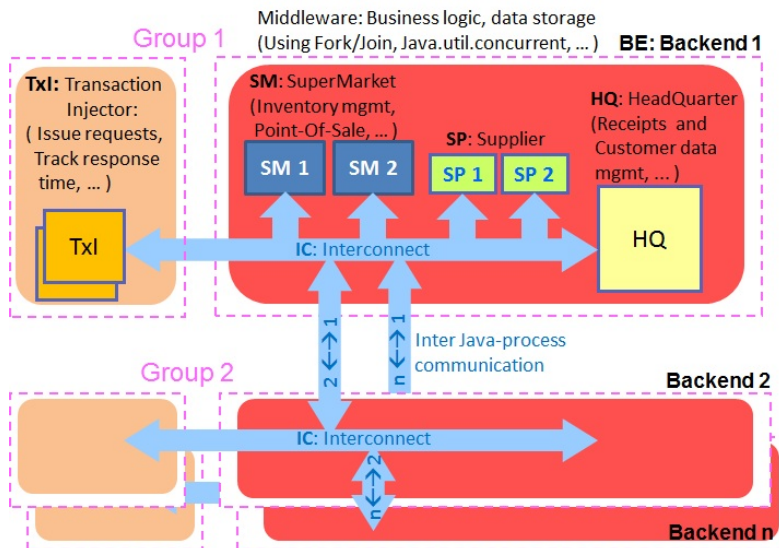 Middleware: Business logic, data storage
(Using Fork/Join, Java.util.concurrent, … )
Group 1
BE: Backend 1
TxI: Transaction
Injector:
( Issue requests,
Track response
time, … )
TxI
SM: SuperMarket
(Inventory mgmt,
Point-Of-Sale, … )
SM 1
SM 2
SP: Supplier
SP 1
SP 2
HQ: HeadQuarter
(Receipts and
Customer data
mgmt, … )
HQ
IC: Interconnect
2 <--> 1
n <--> 1
Inter Java-process
communication
Group 2
Backend 2
IC: Interconnect
n <--> 2
Backend n